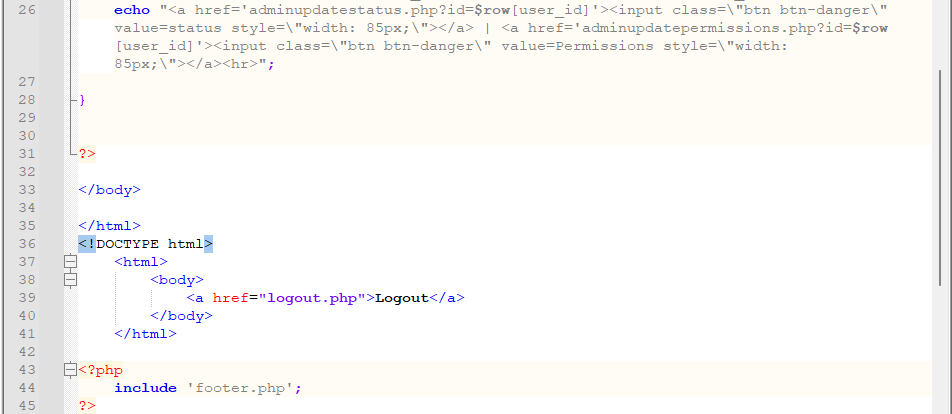 26 echo "<a href='adminupdatestatus.php?id=$row[user_id]'><input class=\"btn btn-danger\"
value=status style=\"width: 85px;\"></a> | <a href='adminupdatepermissions.php?id=$row
[user_id]'><input class=\"btn btn-danger\" value=Permissions style=\"width:
85px;\"></a><hr>";
27
28 }
29
30
31 ?>
32
33 </body>
34
35 </html>
36 <!DOCTYPE html>
37 <html>
38 <body>
39 <a href="logout.php">Logout</a>
40 </body>
41 </html>
42
43 <?php
44 include 'footer.php';
45 ?>